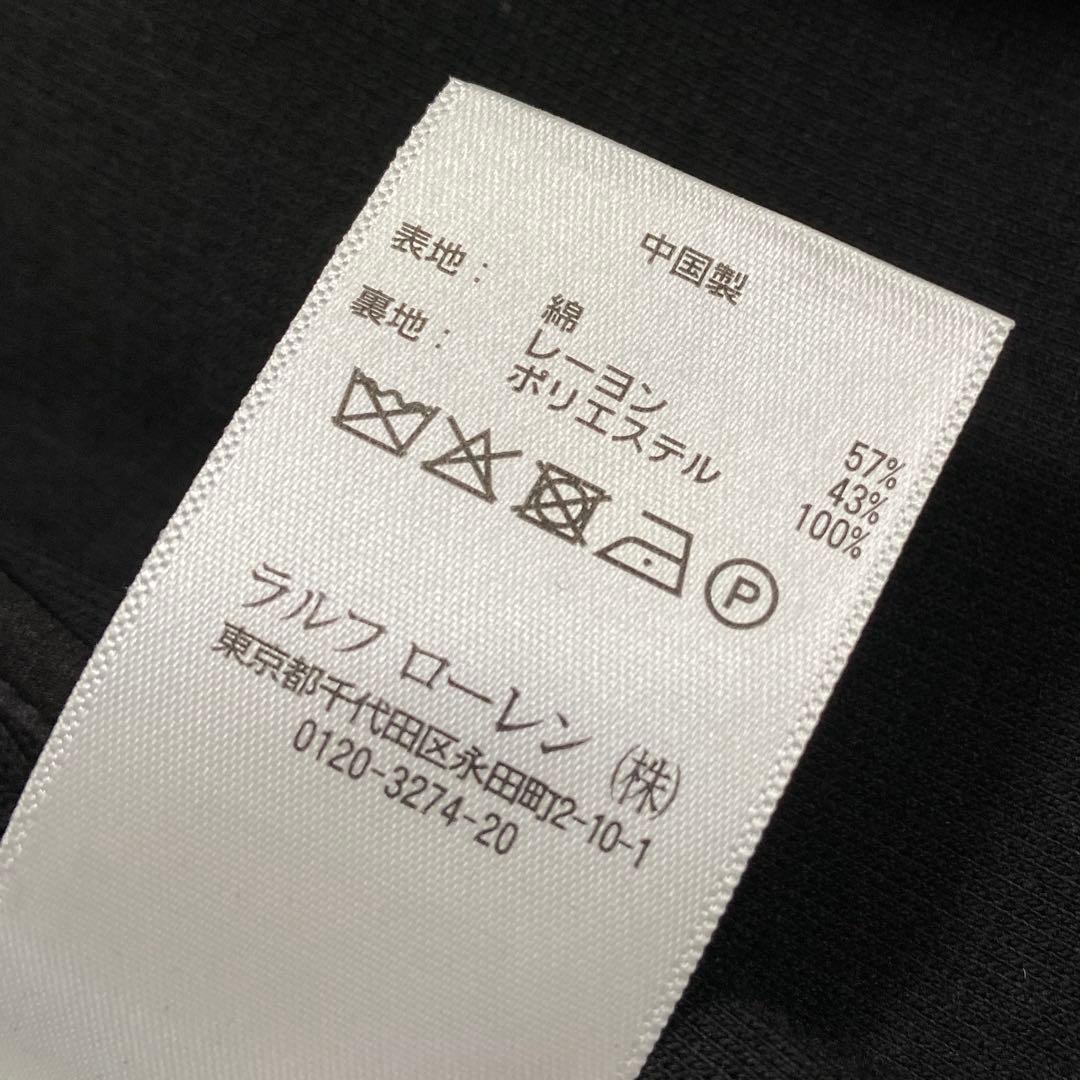 中国製
表地: 綿 57%
レーヨン 43%
裏地: ポリエステル 100%
P
ラルフ ローレン (株)
東京都千代田区永田町2-10-1
0120-3274-20